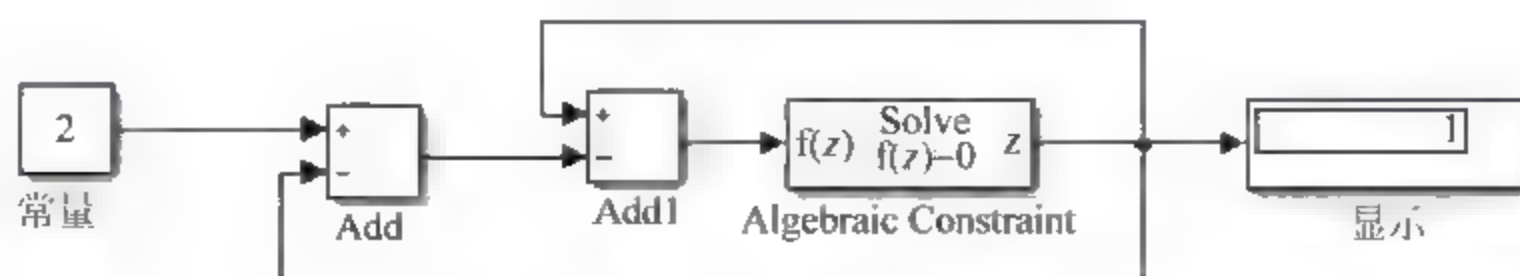 2
+
−
常量
Add
+
−
Add1
f(z) Solve z
f(z)−0
Algebraic Constraint
1
显示